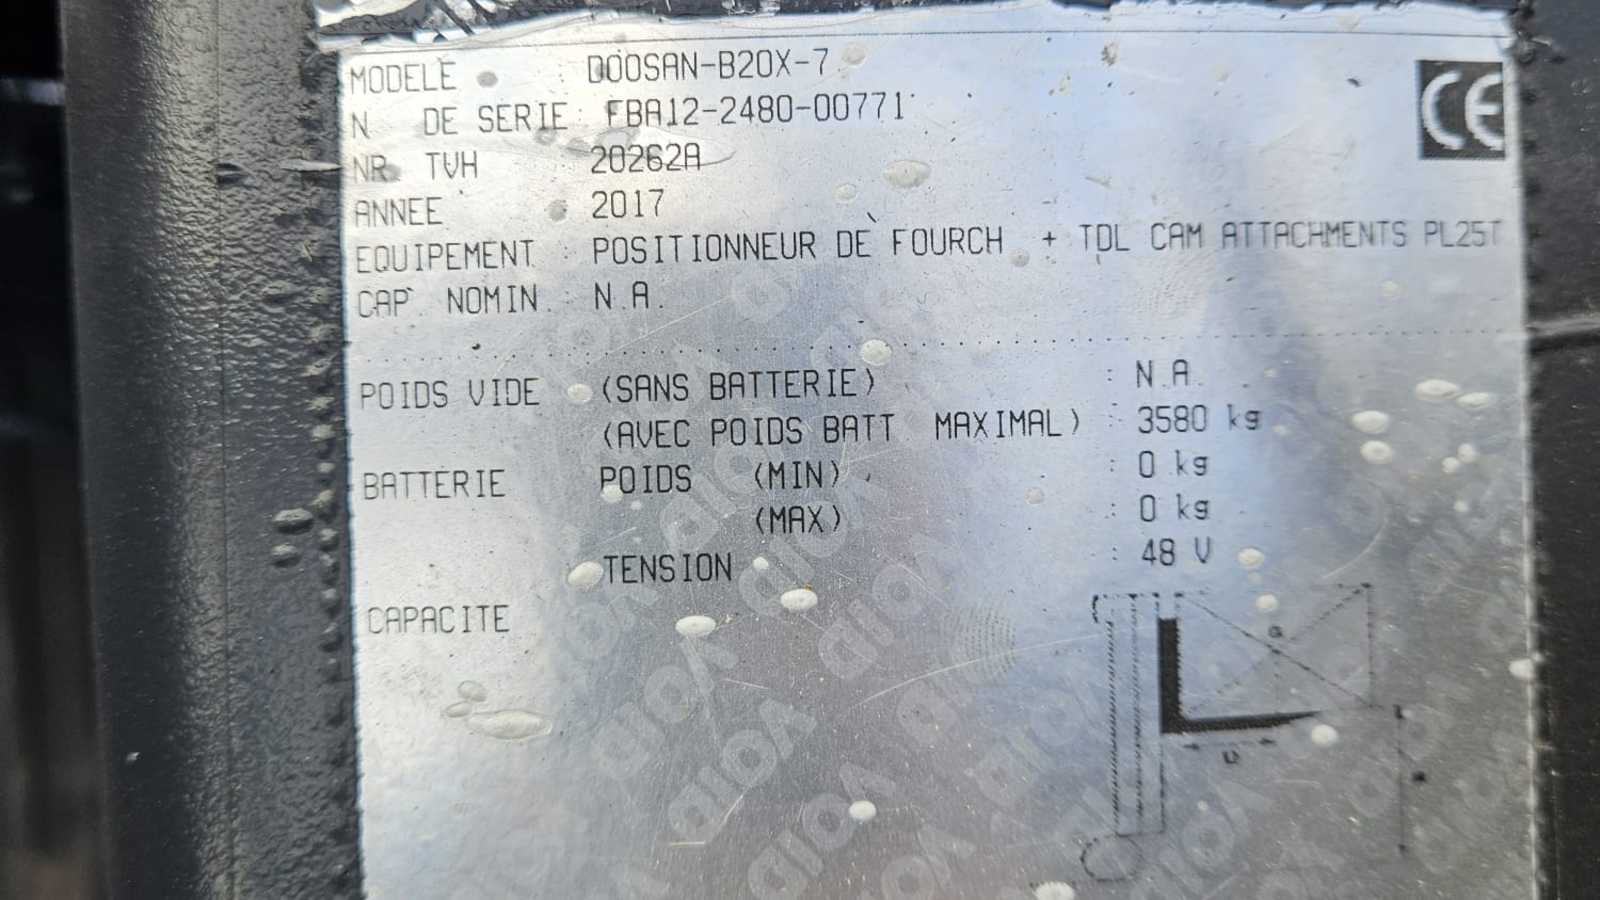 MODELE : DOOSAN-B20X-7
N DE SERIE : FBA12-2480-00771
NR. TVH 20262A
ANNEE 2017
EQUIPEMENT : POSITIONNEUR DE FOURCH + TDL CAM ATTACHMENTS PL25T
CAP. NOMIN. : N.A.
POIDS VIDE (SANS BATTERIE) : N.A.
(AVEC POIDS BATT MAXIMAL) : 3580 kg
BATTERIE POIDS (MIN) : 0 kg
(MAX) : 0 kg
TENSION : 48 V
CAPACITE
G
D
CE
VOID